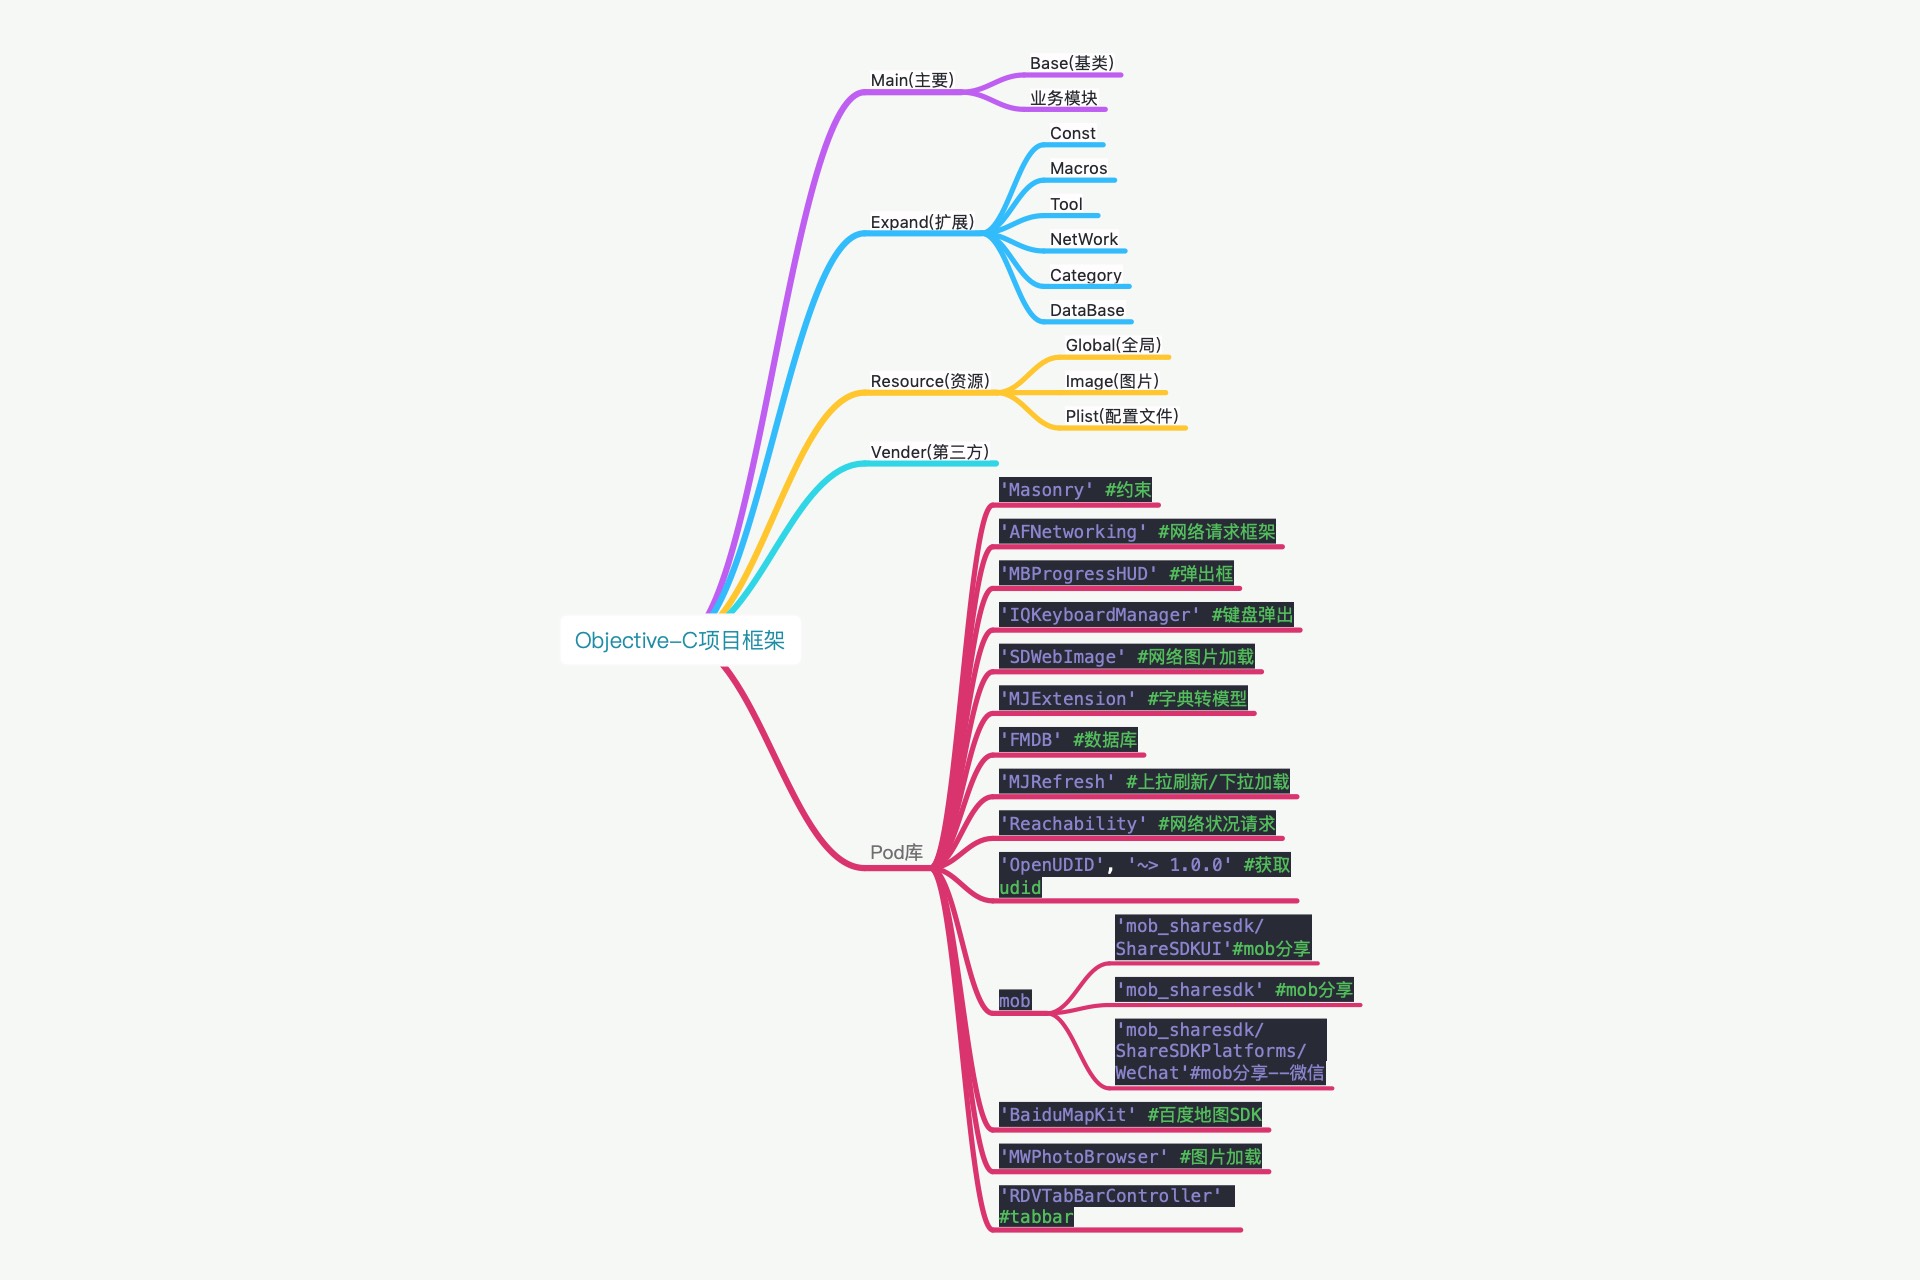 Base(基类)
Main(主要)
业务模块
Const
Macros
Tool
Expand(扩展)
NetWork
Category
DataBase
Global(全局)
Resource(资源)
Image(图片)
Plist(配置文件)
Vender(第三方)
'Masonry' #约束
'AFNetworking' #网络请求框架
'MBProgressHUD' #弹出框
'IQKeyboardManager' #键盘弹出
Objective-C项目框架
'SDWebImage' #网络图片加载
'MJExtension' #字典转模型
'FMDB' #数据库
'MJRefresh' #上拉刷新/下拉加载
'Reachability' #网络状况请求
Pod库
'OpenUDID', '~> 1.0.0' #获取
udid
'mob_sharesdk/
ShareSDKUI'#mob分享
mob
'mob_sharesdk' #mob分享
'mob_sharesdk/
ShareSDKPlatforms/
WeChat'#mob分享--微信
'BaiduMapKit' #百度地图SDK
'MWPhotoBrowser' #图片加载
'RDVTabBarController'
#tabbar